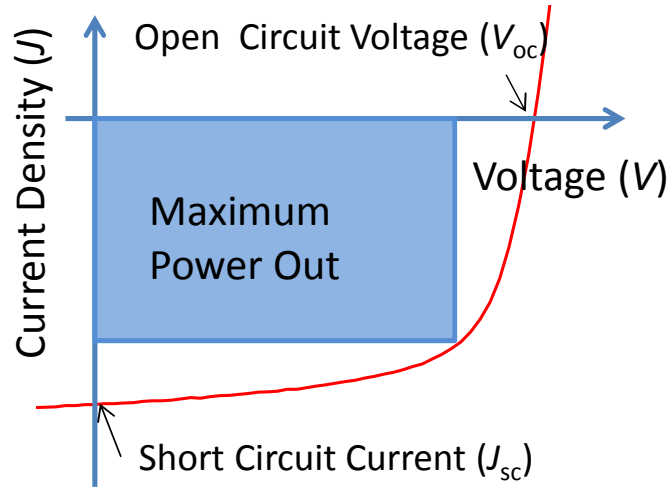 Open Circuit Voltage (Voc)
Current Density (J)
Voltage (V)
Maximum
Power Out
Short Circuit Current (Jsc)